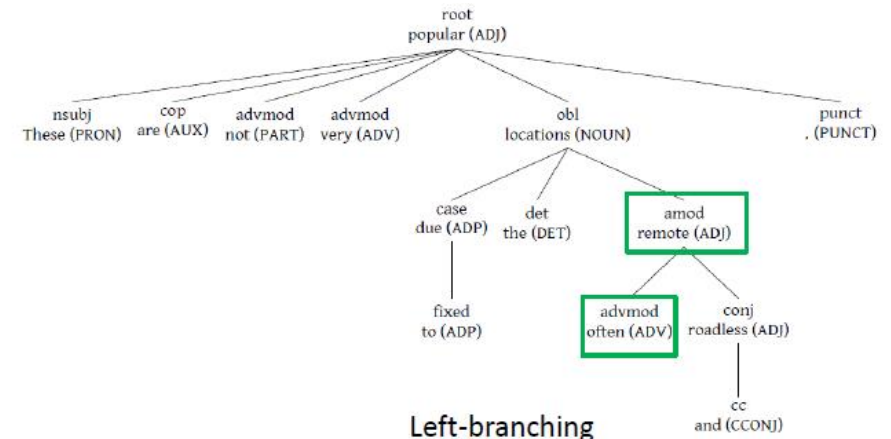 root
popular (ADJ)
nsubj
These (PRON)
cop
are (AUX)
advmod
not (PART)
advmod
very (ADV)
obl
locations (NOUN)
punct
. (PUNCT)
case
due (ADP)
det
the (DET)
amod
remote (ADJ)
fixed
to (ADP)
advmod
often (ADV)
conj
roadless (ADJ)
cc
and (CCONJ)
Left-branching